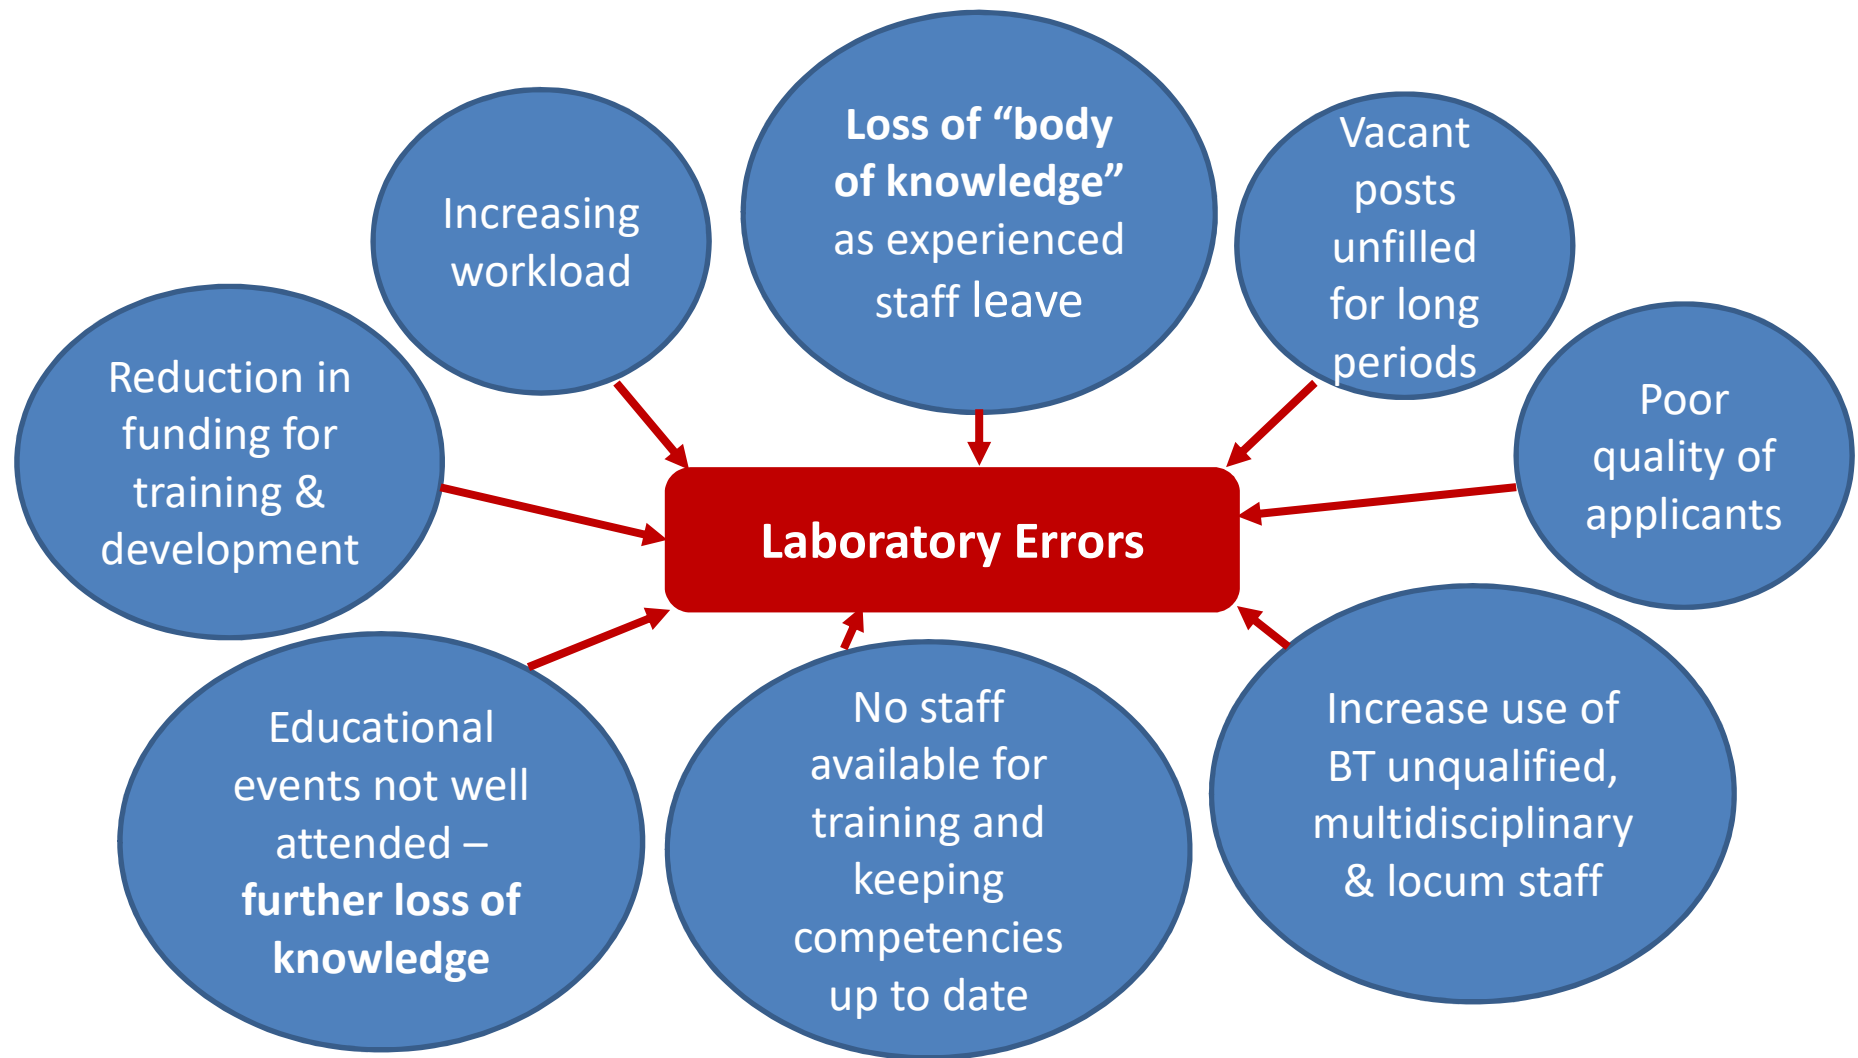 Loss of “body
of knowledge”
as experienced
staff leave
Increasing
workload
Vacant
posts
unfilled
for long
periods
Reduction in
funding for
training &
development
Poor
quality of
applicants
Laboratory Errors
Educational
events not well
attended –
further loss of
knowledge
No staff
available for
training and
keeping
competencies
up to date
Increase use of
BT unqualified,
multidisciplinary
& locum staff